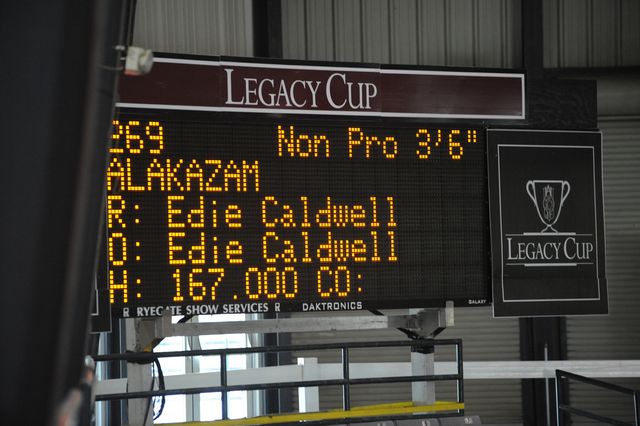 LEGACY CUP
269 Non Pro 3'6"
ALAKAZAM
R: Edie Caldwell
O: Edie Caldwell
H: 167.000 CO:
R RYEGATE SHOW SERVICES R DAKTRONICS GALAXY
LEGACY CUP